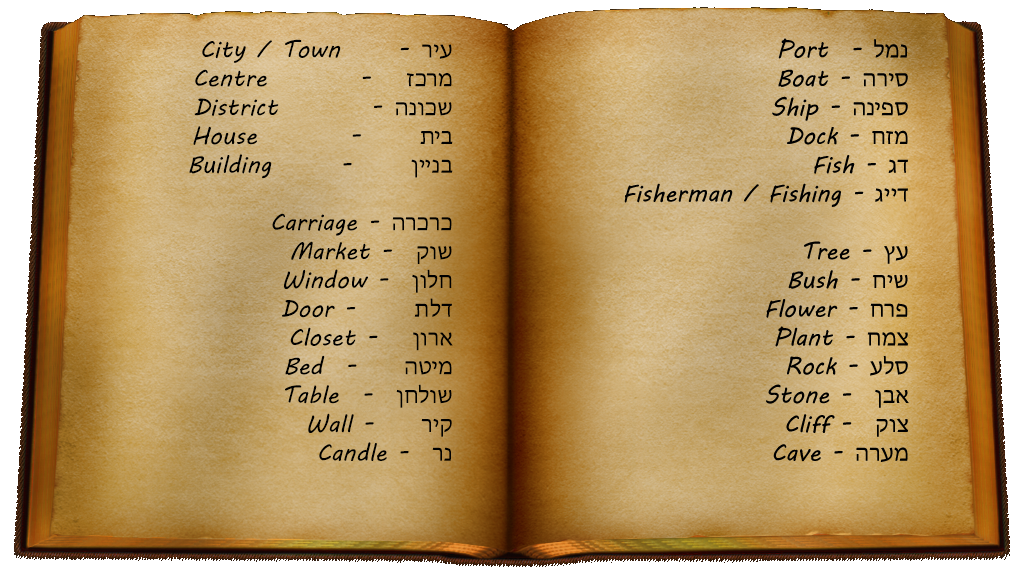 City / Town - עיר
Centre - מרכז
District - שכונה
House - בית
Building - בניין
Carriage - כרכרה
Market - שוק
Window - חלון
Door - דלת
Closet - ארון
Bed - מיטה
Table - שולחן
Wall - קיר
Candle - נר
Port - נמל
Boat - סירה
Ship - ספינה
Dock - מזח
Fish - דג
Fisherman / Fishing - דייג
Tree - עץ
Bush - שיח
Flower - פרח
Plant - צמח
Rock - סלע
Stone - אבן
Cliff - צוק
Cave - מערה